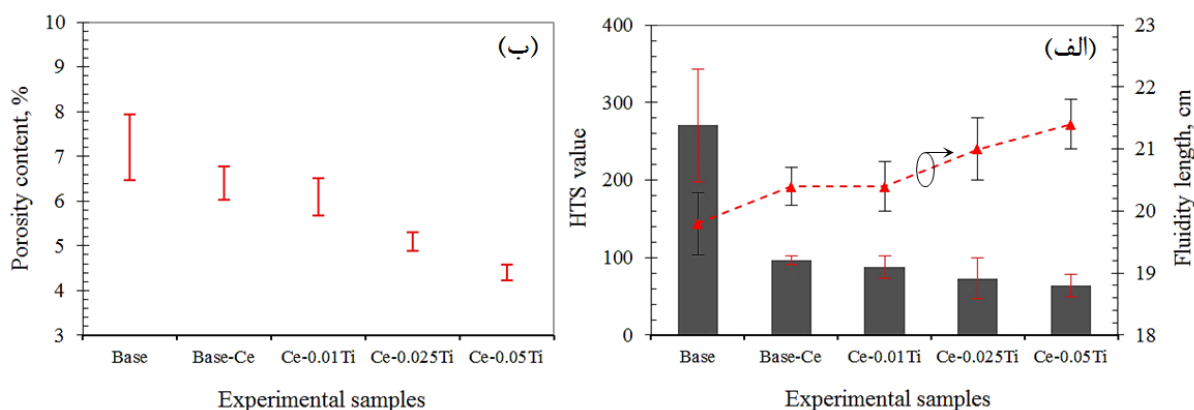 (ب)
Porosity content, %
10
9
8
7
6
5
4
3
Base Base-Ce Ce-0.01Ti Ce-0.025Ti Ce-0.05Ti
Experimental samples
(الف)
HTS value
400
300
200
100
0
Fluidity length, cm
23
22
21
20
19
18
Base Base-Ce Ce-0.01Ti Ce-0.025Ti Ce-0.05Ti
Experimental samples